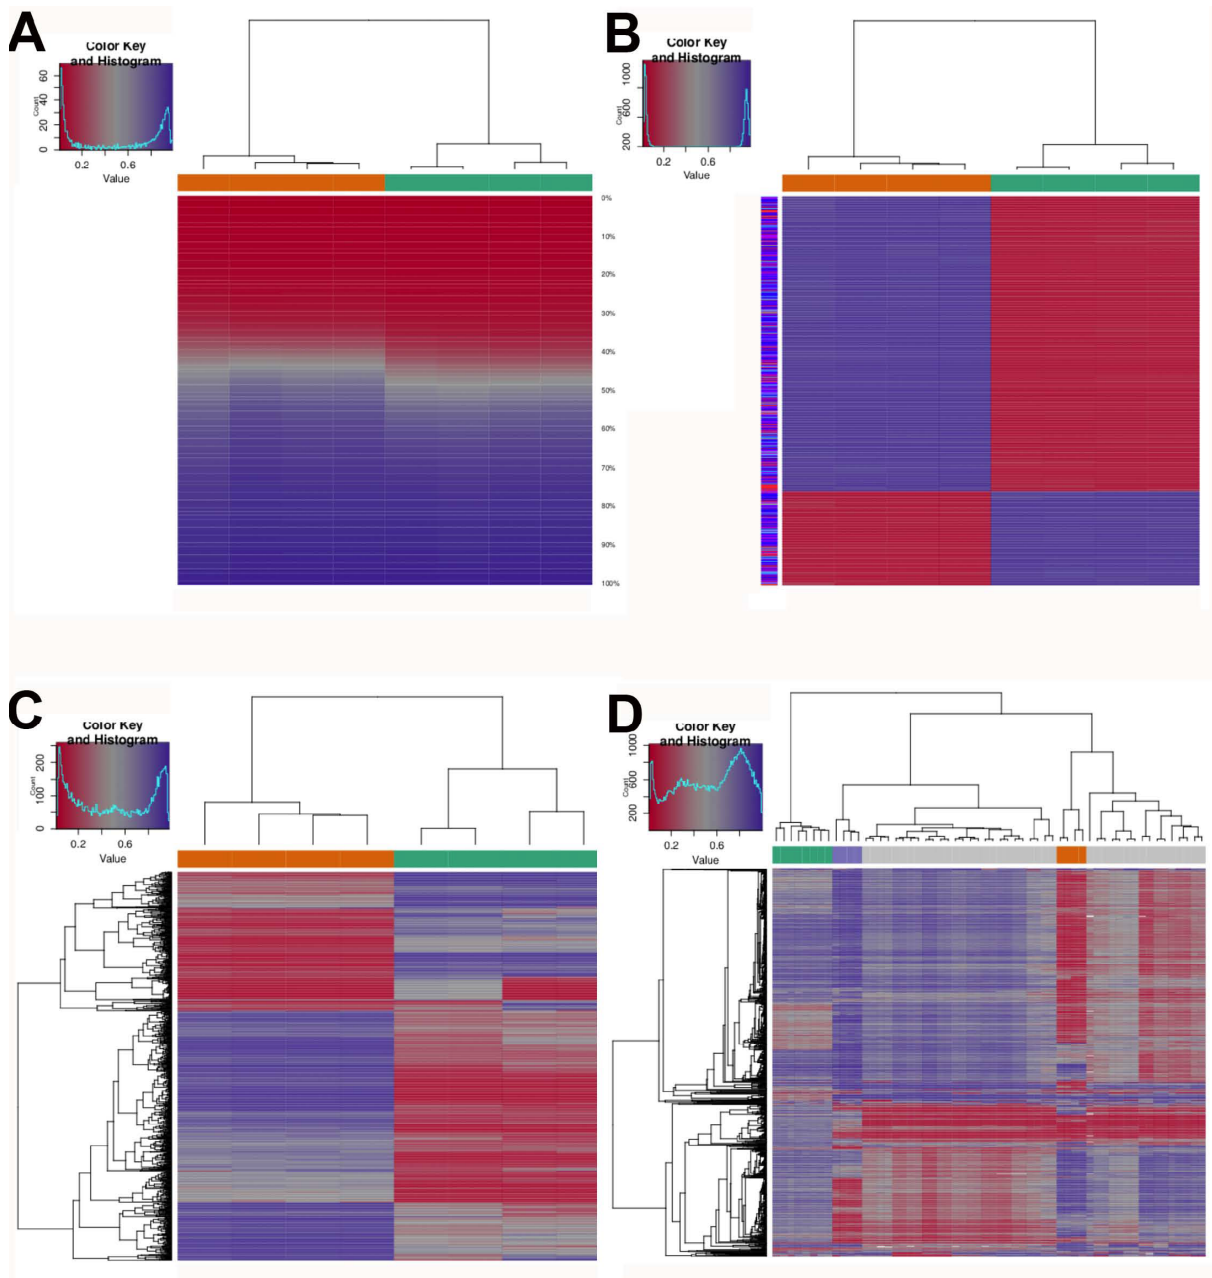 A
Color Key
and Histogram
Count
0 20 40 60
0.2 0.6
Value
0%
10%
20%
30%
40%
50%
60%
70%
80%
90%
100%
B
Color Key
and Histogram
Count
200 600 1000
0.2 0.6
Value
C
Color Key
and Histogram
Count
0 100 200
0.2 0.6
Value
D
Color Key
and Histogram
Count
200 600 1000
0.2 0.6
Value